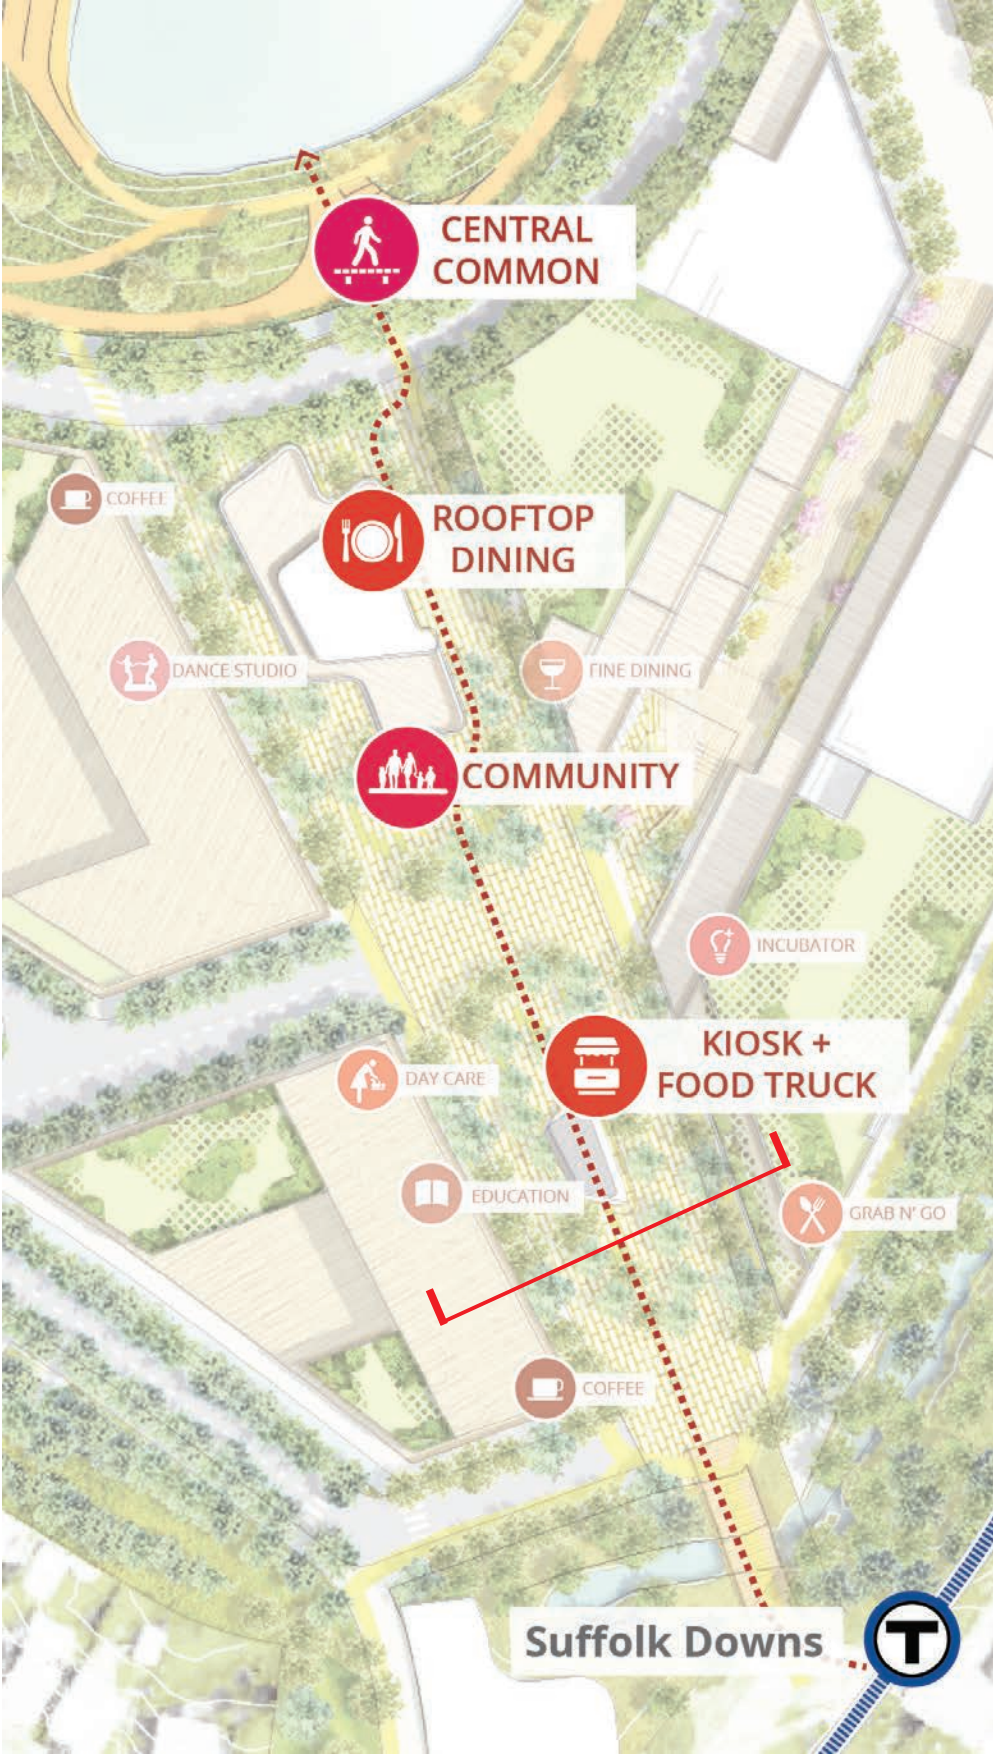 CENTRAL
COMMON
COFFEE
ROOFTOP
DINING
DANCE STUDIO
FINE DINING
COMMUNITY
INCUBATOR
KIOSK +
FOOD TRUCK
DAY CARE
EDUCATION
GRAB N' GO
COFFEE
Suffolk Downs
T